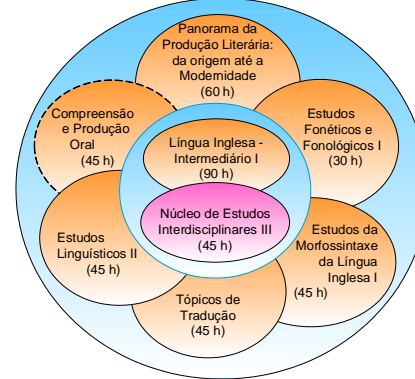 Panorama da
Produção Literária:
da origem até a
Modernidade
(60 h)
Compreensão
e Produção
Oral
(45 h)
Estudos
Fonéticos e
Fonológicos I
(30 h)
Língua Inglesa -
Intermediário I
(90 h)
Núcleo de Estudos
Interdisciplinares III
(45 h)
Estudos
Linguísticos II
(45 h)
Estudos da
Morfossintaxe
da Língua
Inglesa I
(45 h)
Tópicos de
Tradução
(45 h)